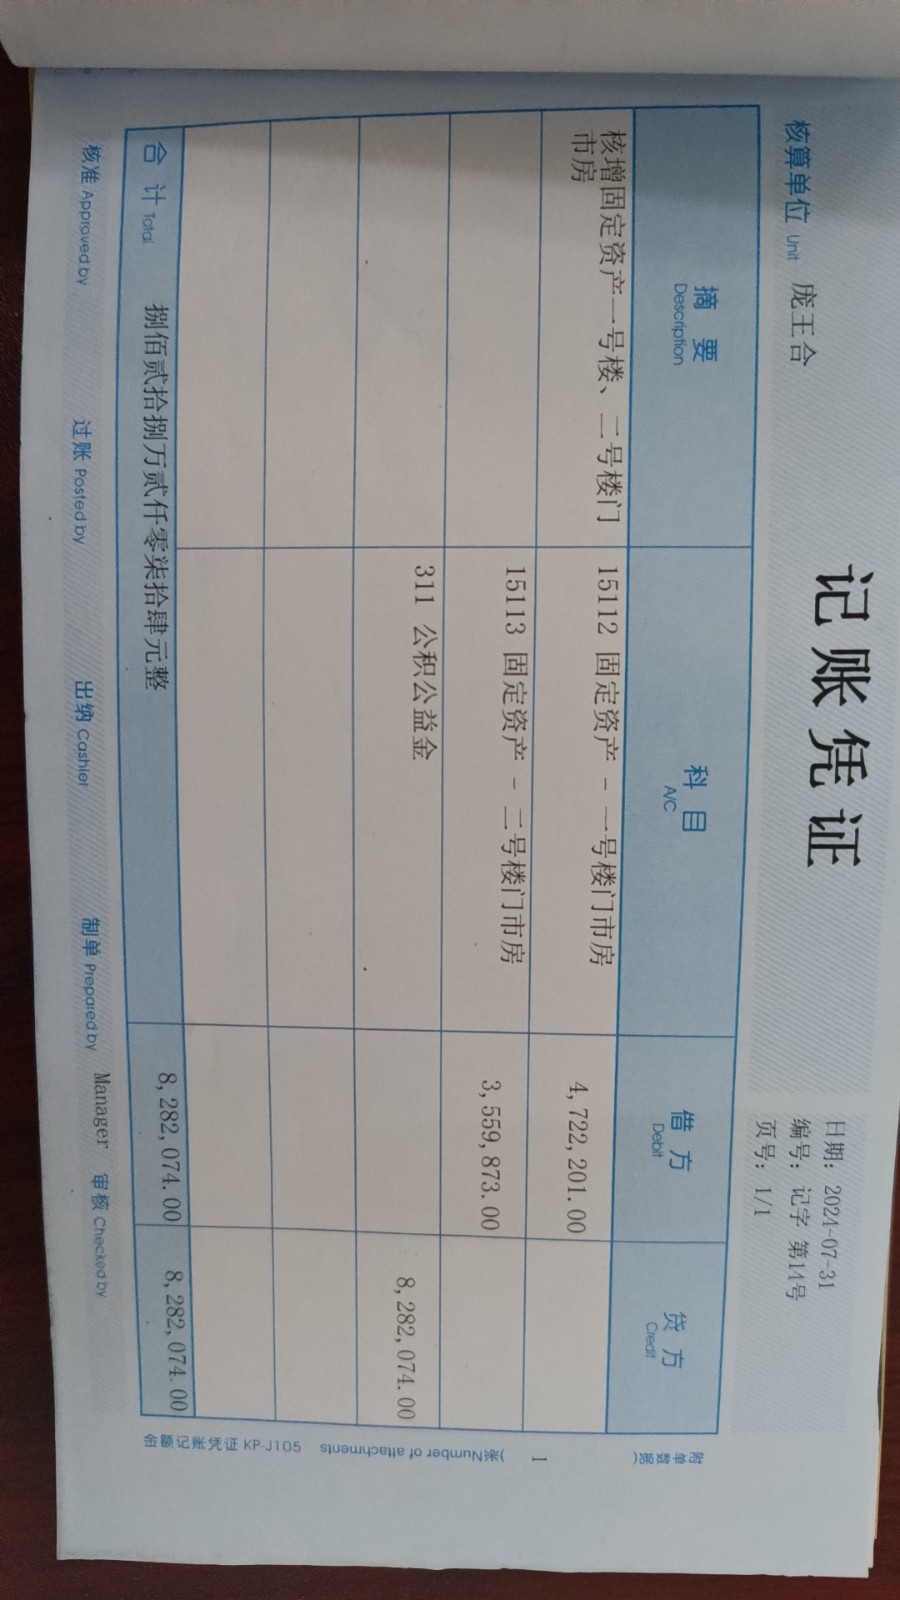 记账凭证
日期: 2024-07-31
编号: 记字 第14号
页号: 1/1
核算单位 Unit 庞王合
摘要 Description 科目 A/C 借方 Debit 贷方 Credit
核增固定资产一号楼、二号楼门 15112 固定资产 - 一号楼门市房 4,722,201.00
市房
15113 固定资产 - 二号楼门市房 3,559,873.00
311 公积公益金 8,282,074.00
合计 Total 捌佰贰拾捌万贰仟零柒拾肆元整 8,282,074.00 8,282,074.00
核准 Approved by 过账 Posted by 出纳 Cashier 制单 Prepared by Manager 审核 Checked by
附单数据( 1 )张 Number of attachments
金额记账凭证 KP-J105